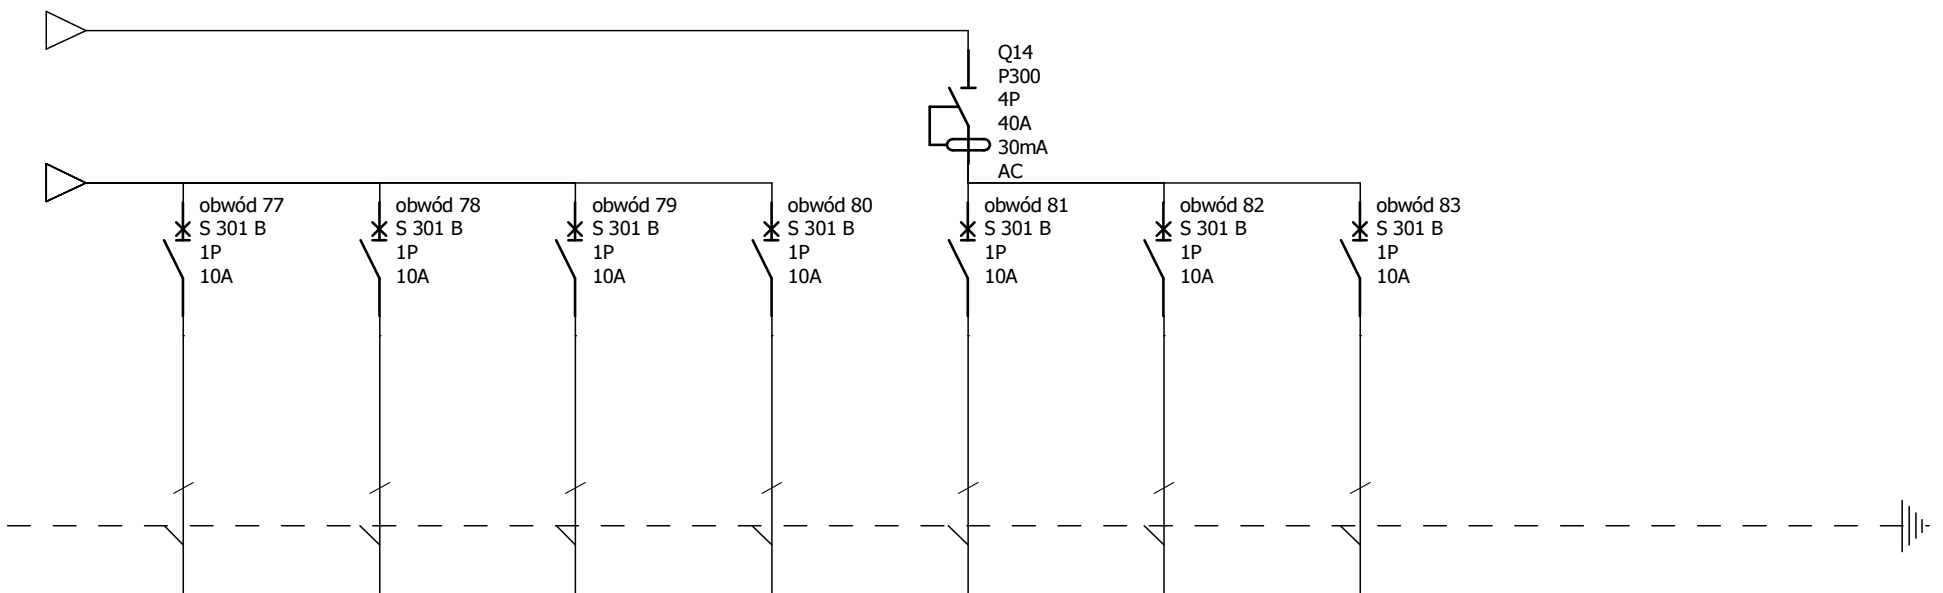 Q14
P300
4P
40A
30mA
AC
obwód 77
S 301 B
1P
10A
obwód 78
S 301 B
1P
10A
obwód 79
S 301 B
1P
10A
obwód 80
S 301 B
1P
10A
obwód 81
S 301 B
1P
10A
obwód 82
S 301 B
1P
10A
obwód 83
S 301 B
1P
10A